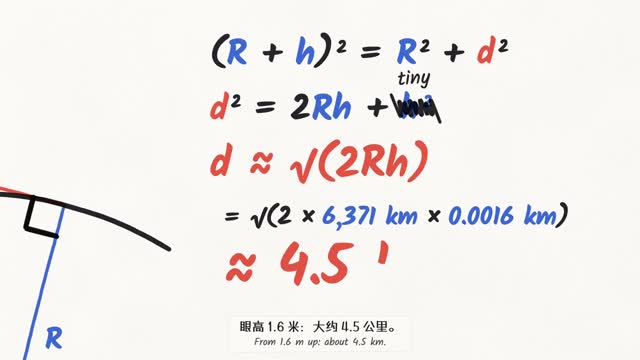 (R + h)² = R² + d²
tiny
d² = 2Rh +
d ≈ √(2Rh)
= √(2 × 6,371 km × 0.0016 km)
≈ 4.5
R
眼高 1.6 米：大约 4.5 公里。
From 1.6 m up: about 4.5 km.